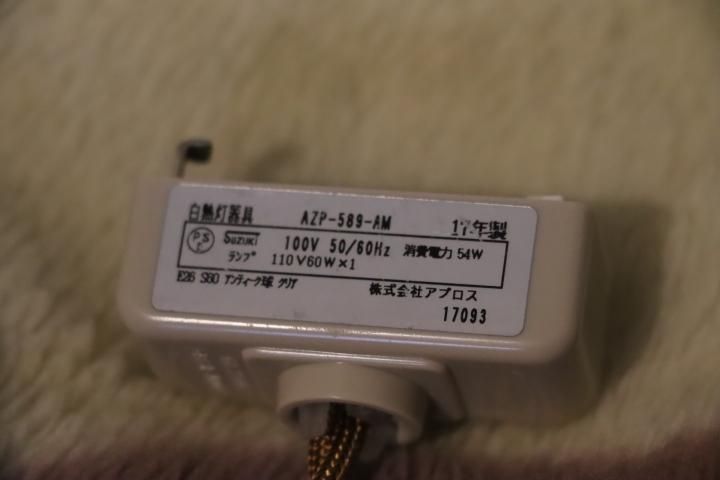 白熱灯器具 AZP-589-AM 17年製
PSE SUZUKI 100V 50/60Hz 消費電力 54W
ランプ 110V60W×1
E26 S60 アンティーク球 クリア 株式会社アプロス
17093